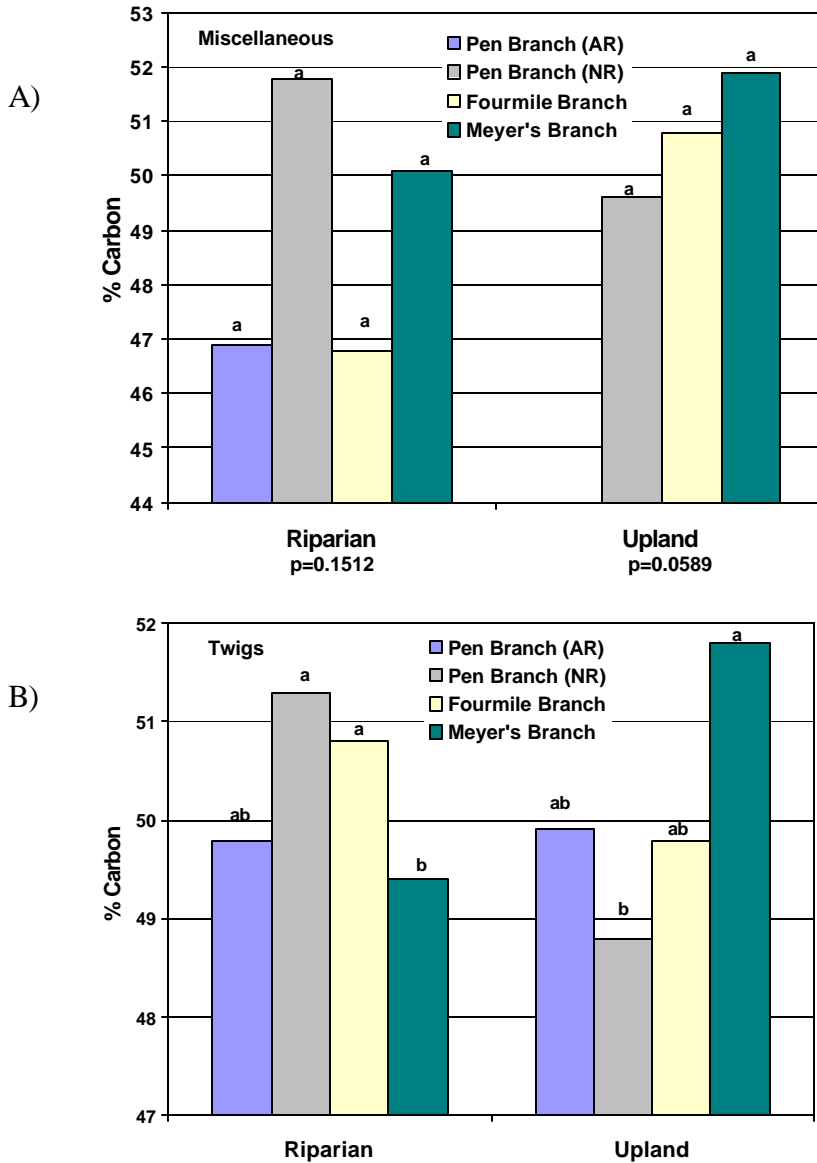 A)
Miscellaneous
Pen Branch (AR)
Pen Branch (NR)
Fourmile Branch
Meyer's Branch
% Carbon
53
52
51
50
49
48
47
46
45
44
a
a
a
a
a
a
a
Riparian
p=0.1512
Upland
p=0.0589
B)
Twigs
Pen Branch (AR)
Pen Branch (NR)
Fourmile Branch
Meyer's Branch
% Carbon
52
51
50
49
48
47
ab
a
a
b
ab
b
ab
a
Riparian
Upland